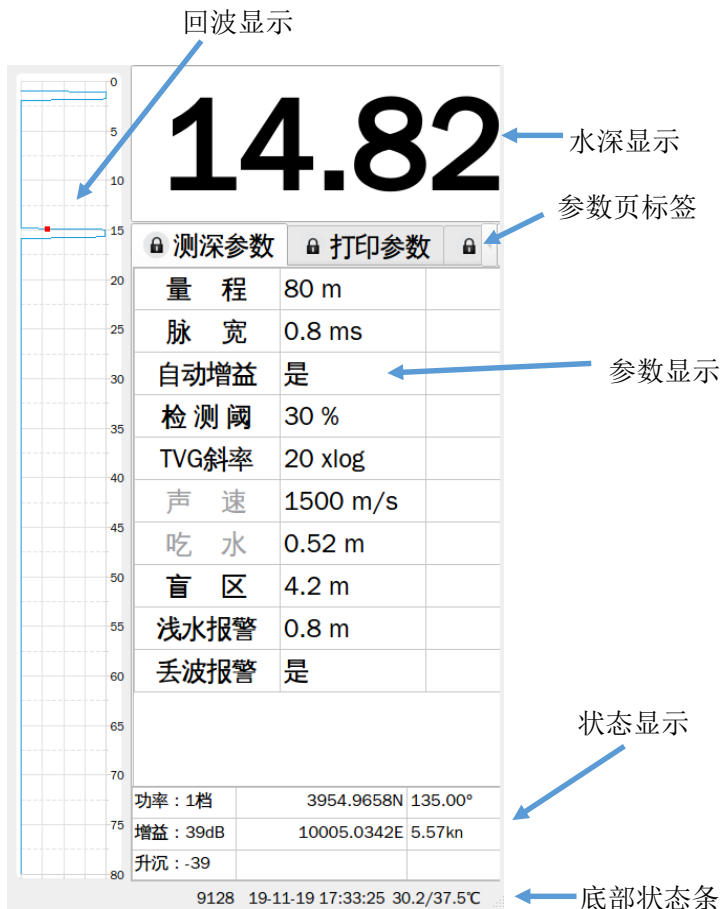 回波显示
0
5
10
15
20
25
30
35
40
45
50
55
60
65
70
75
80
14.82
水深显示
参数页标签
测深参数 打印参数
量 程 80 m
脉 宽 0.8 ms
自动增益 是
参数显示
检 测 阈 30 %
TVG斜率 20 xlog
声 速 1500 m/s
吃 水 0.52 m
盲 区 4.2 m
浅水报警 0.8 m
丢波报警 是
状态显示
功率：1档 3954.9658N 135.00°
增益：39dB 10005.0342E 5.57kn
升沉：-39
9128 19-11-19 17:33:25 30.2/37.5℃
底部状态条